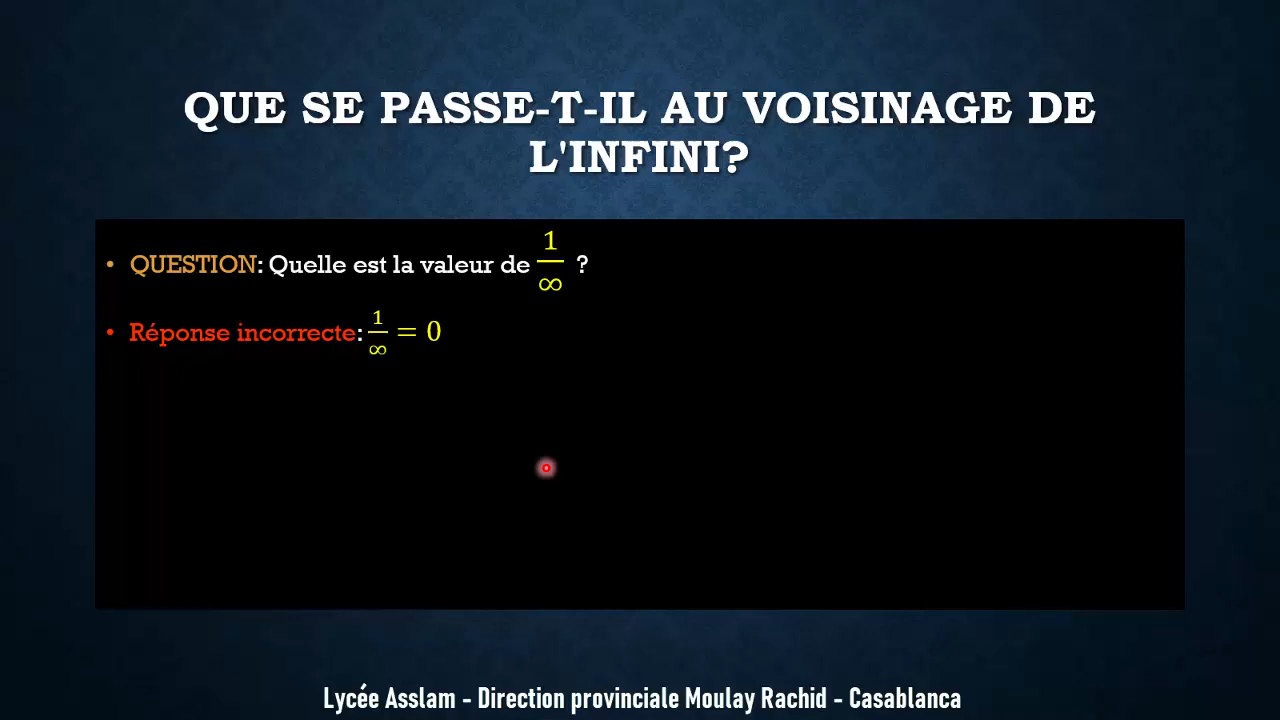 QUE SE PASSE-T-IL AU VOISINAGE DE
L'INFINI?
• QUESTION: Quelle est la valeur de 1/∞ ?
• Réponse incorrecte: 1/∞ = 0
Lycée Asslam - Direction provinciale Moulay Rachid - Casablanca